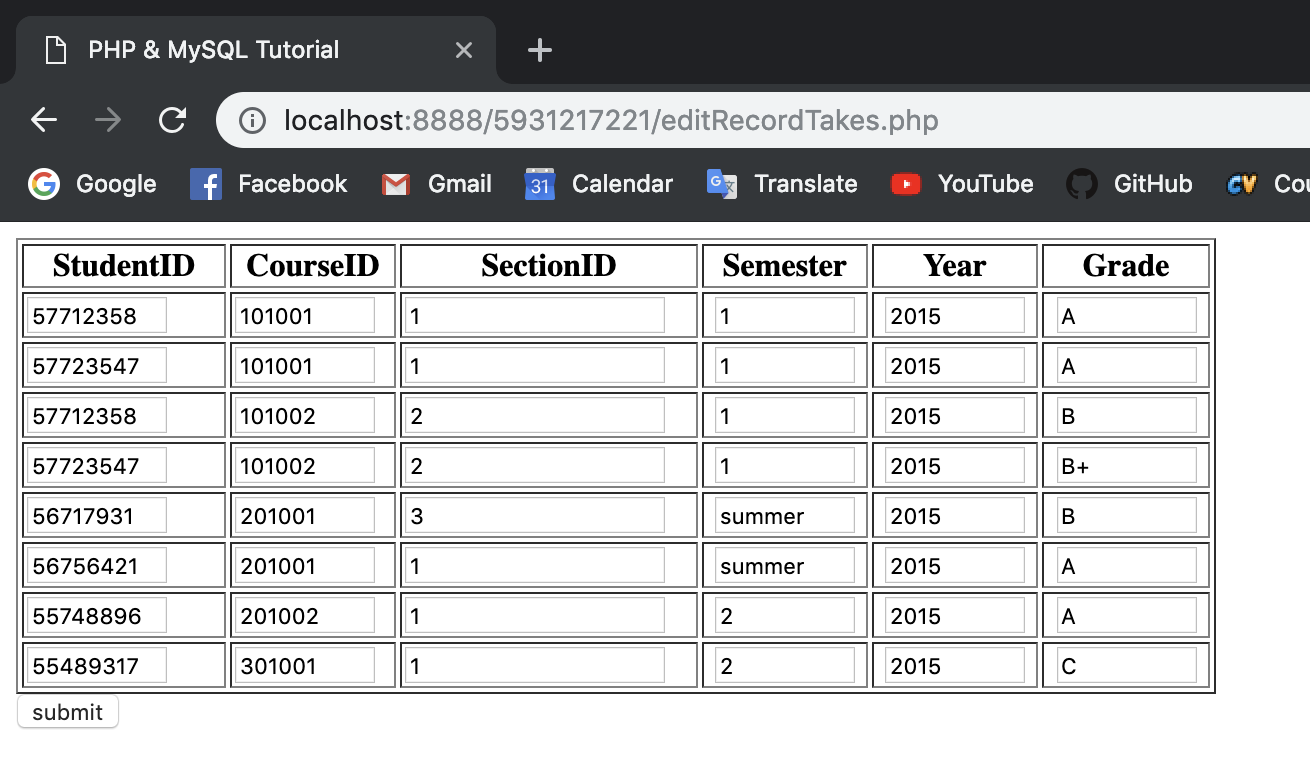 PHP & MySQL Tutorial
localhost:8888/5931217221/editRecordTakes.php
Google Facebook Gmail 31 Calendar Translate YouTube GitHub CV Cou
StudentID CourseID SectionID Semester Year Grade
57712358 101001 1 1 2015 A
57723547 101001 1 1 2015 A
57712358 101002 2 1 2015 B
57723547 101002 2 1 2015 B+
56717931 201001 3 summer 2015 B
56756421 201001 1 summer 2015 A
55748896 201002 1 2 2015 A
55489317 301001 1 2 2015 C
submit